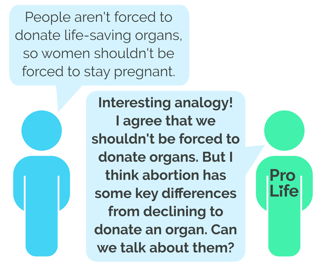 People aren't forced to
donate life-saving organs,
so women shouldn't be
forced to stay pregnant.
Interesting analogy!
I agree that we
shouldn't be forced to
donate organs. But I
think abortion has
some key differences
from declining to
donate an organ. Can
we talk about them?
Pro
Life